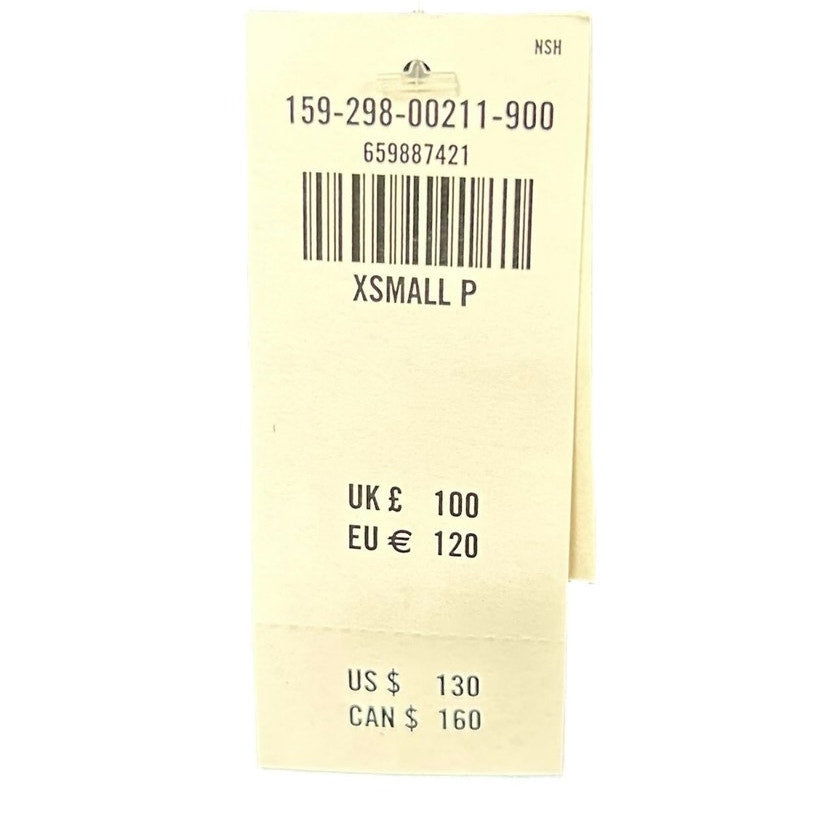 NSH
159-298-00211-900
659887421
XSMALL P
UK £ 100
EU € 120
US $ 130
CAN $ 160